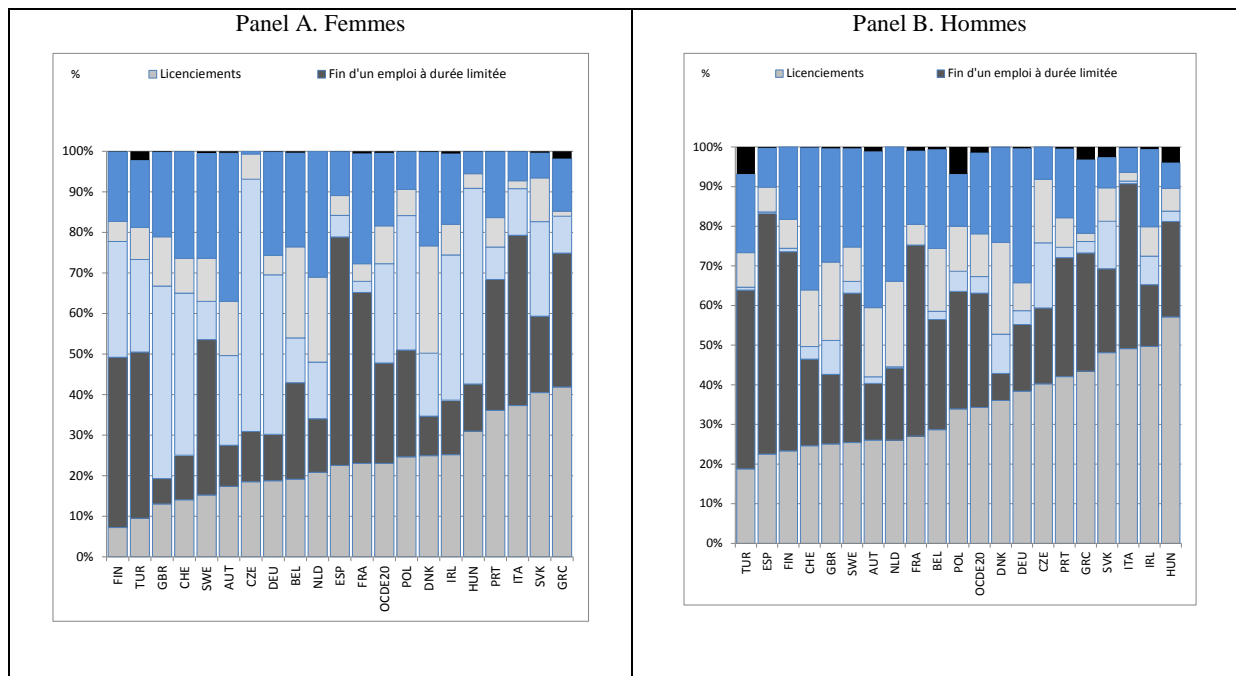 Panel A. Femmes
%
Licenciements
Fin d'un emploi à durée limitée
100%
90%
80%
70%
60%
50%
40%
30%
20%
10%
0%
FIN
TUR
GBR
CHE
SWE
AUT
CZE
DEU
BEL
NLD
ESP
FRA
OCDE20
POL
DNK
IRL
HUN
PRT
ITA
SVK
GRC
Panel B. Hommes
%
Licenciements
Fin d'un emploi à durée limitée
100%
90%
80%
70%
60%
50%
40%
30%
20%
10%
0%
TUR
ESP
FIN
CHE
GBR
SWE
AUT
NLD
FRA
BEL
POL
OCDE20
DNK
DEU
CZE
PRT
GRC
SVK
ITA
IRL
HUN